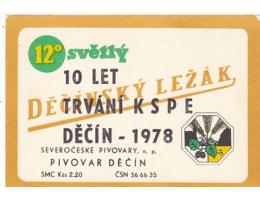 12° světlý
10 LET
DĚČÍNSKÝ LEŽÁK
TRVÁNÍ KSPE
DĚČÍN - 1978
SEVEROČESKÉ PIVOVARY, n. p.
PIVOVAR DĚČÍN
SMC Kčs 2.20 ČSN 56 66 35